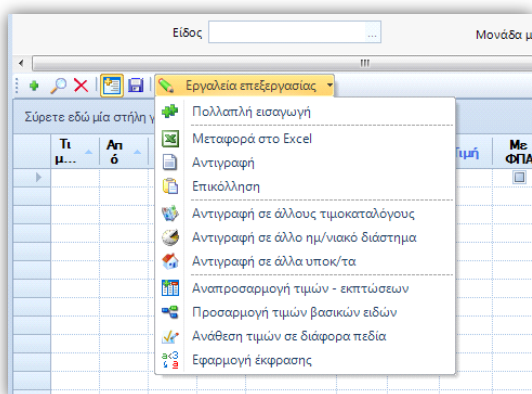 Είδος
...
Μονάδα μ
Εργαλεία επεξεργασίας
Σύρετε εδώ μία στήλη γ
Τι
μ...
Απ
ό
Τιμή
Με
ΦΠΑ
Πολλαπλή εισαγωγή
Μεταφορά στο Excel
Αντιγραφή
Επικόλληση
Αντιγραφή σε άλλους τιμοκαταλόγους
Αντιγραφή σε άλλο ημ/νιακό διάστημα
Αντιγραφή σε άλλα υποκ/τα
Αναπροσαρμογή τιμών - εκπτώσεων
Προσαρμογή τιμών βασικών ειδών
Ανάθεση τιμών σε διάφορα πεδία
Εφαρμογή έκφρασης